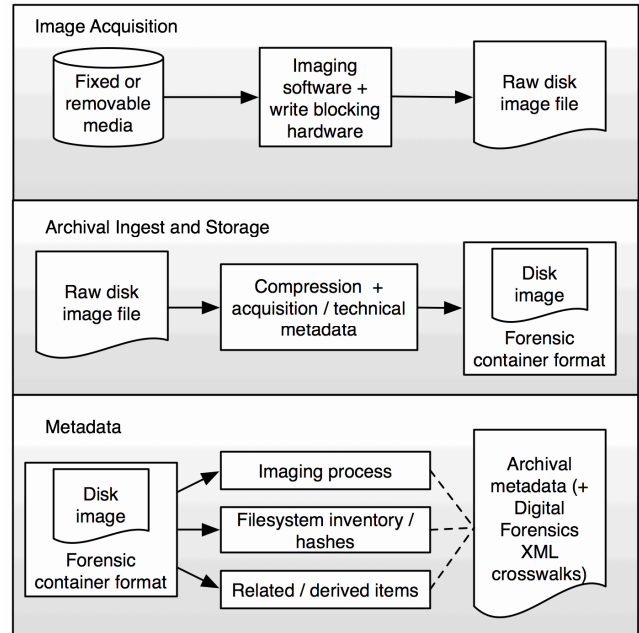 Image Acquisition
Fixed or
removable
media
Imaging
software +
write blocking
hardware
Raw disk
image file
Archival Ingest and Storage
Raw disk
image file
Compression +
acquisition / technical
metadata
Disk
image
Forensic
container format
Metadata
Disk
image
Forensic
container format
Imaging process
Filesystem inventory /
hashes
Related / derived items
Archival
metadata (+
Digital
Forensics
XML
crosswalks)